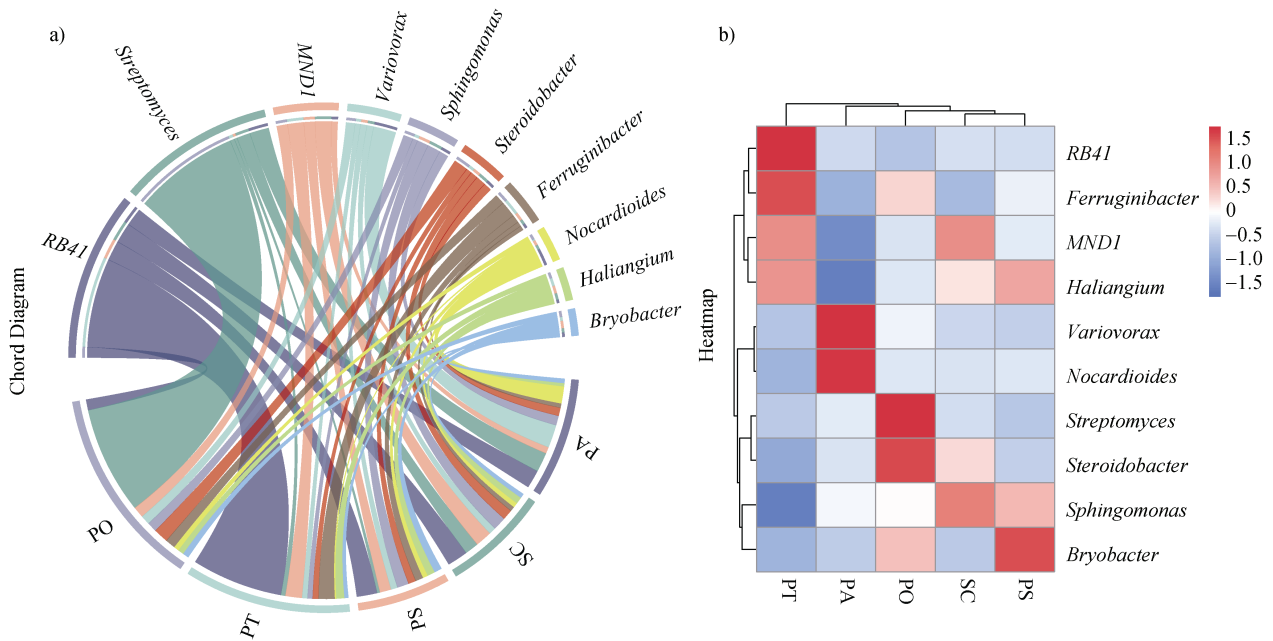 a)
Chord Diagram
RB41
Streptomyces
MND1
Variovorax
Sphingomonas
Steroidobacter
Ferruginibacter
Nocardioides
Haliangium
Bryobacter
PA
SC
PS
PT
PO
b)
Heatmap
RB41
Ferruginibacter
MND1
Haliangium
Variovorax
Nocardioides
Streptomyces
Steroidobacter
Sphingomonas
Bryobacter
PT PA PO SC PS
1.5
1.0
0.5
0
−0.5
−1.0
−1.5